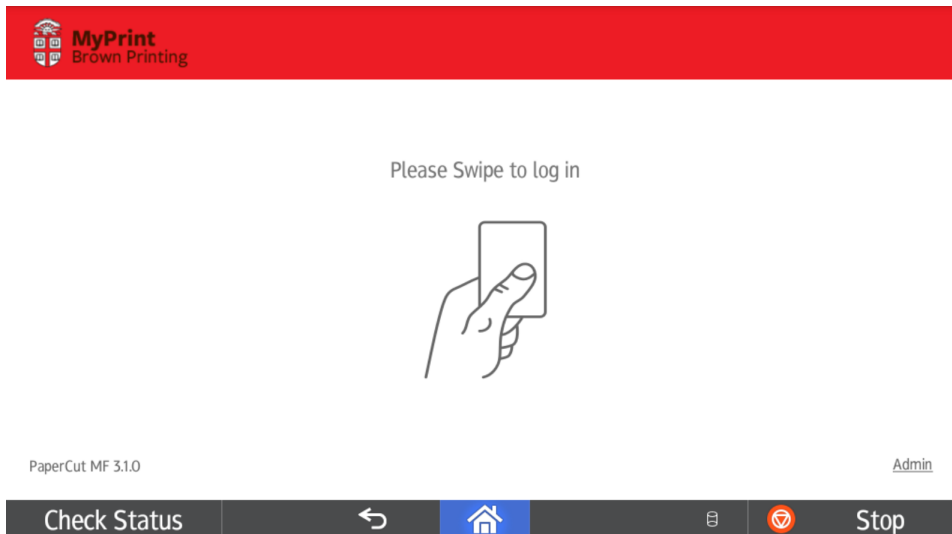 MyPrint
Brown Printing
Please Swipe to log in
PaperCut MF 3.1.0
Admin
Check Status
Stop